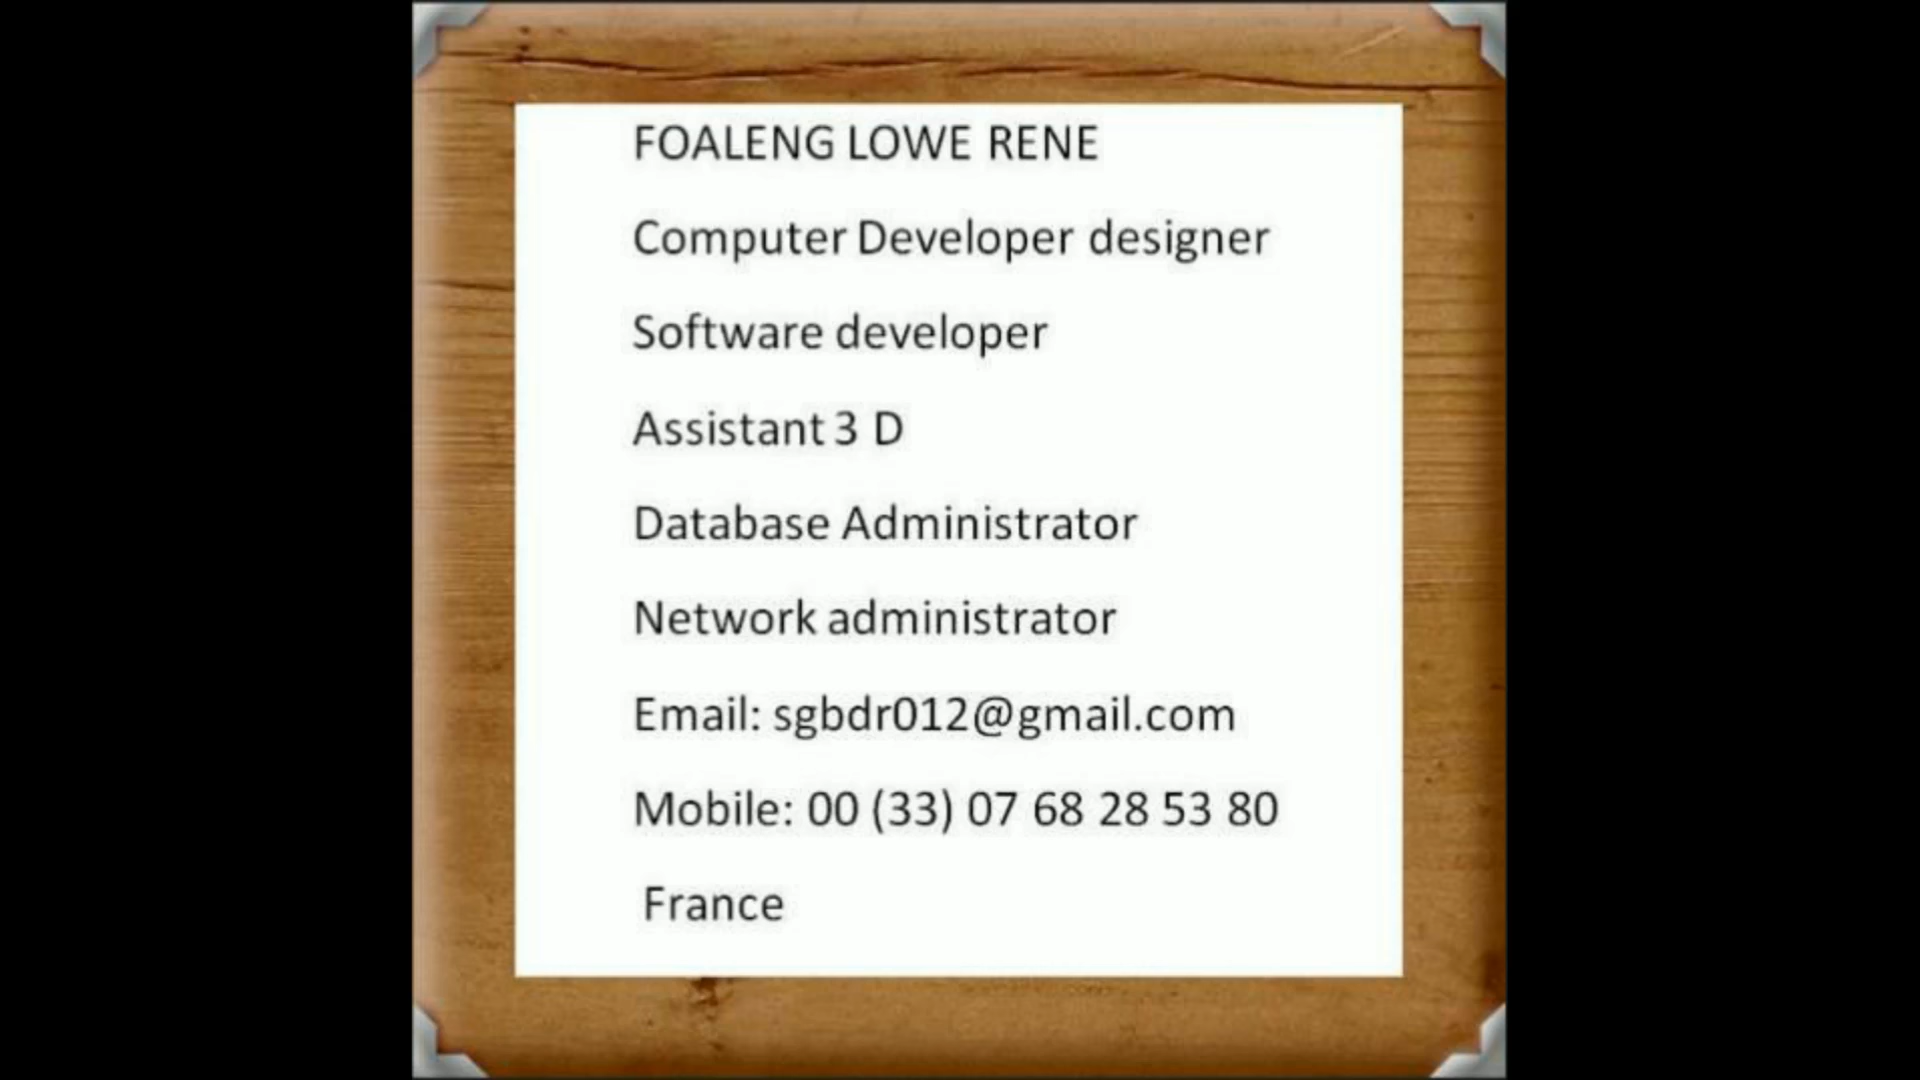 FOALENG LOWE RENE
Computer Developer designer
Software developer
Assistant 3 D
Database Administrator
Network administrator
Email: sgbdr012@gmail.com
Mobile: 00 (33) 07 68 28 53 80
France